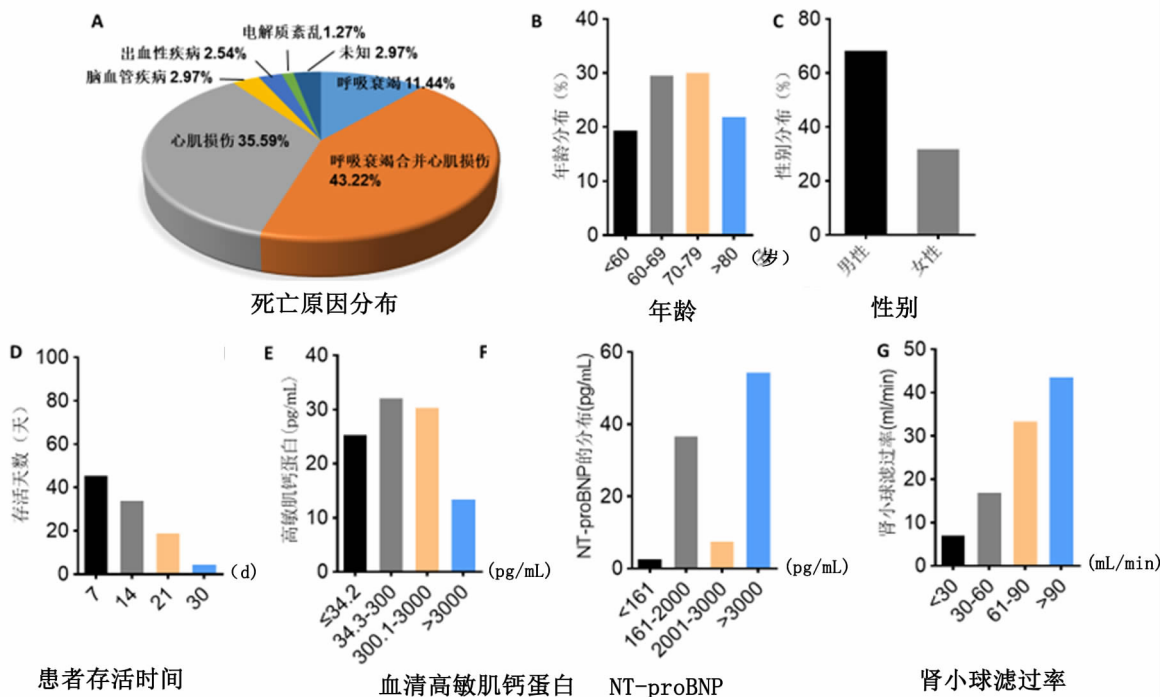 A
电解质紊乱1.27%
出血性疾病 2.54%
未知 2.97%
脑血管疾病 2.97%
呼吸衰竭 11.44%
心肌损伤 35.59%
呼吸衰竭合并心肌损伤
43.22%
死亡原因分布
B
年龄分布（%）
40
30
20
10
0
<60
60-69
70-79
>80
（岁）
年龄
C
性别分布（%）
80
60
40
20
0
男性
女性
性别
D
存活天数（天）
100
80
60
40
20
0
7
14
21
30
(d)
患者存活时间
E
高敏肌钙蛋白(pg/mL)
40
30
20
10
0
≤34.2
34.3-300
300.1-3000
>3000
(pg/mL)
血清高敏肌钙蛋白
F
NT-proBNP的分布(pg/mL)
60
40
20
0
<161
161-2000
2001-3000
>3000
(pg/mL)
NT-proBNP
G
肾小球滤过率(ml/min)
50
40
30
20
10
0
<30
30-60
61-90
>90
(mL/min)
肾小球滤过率